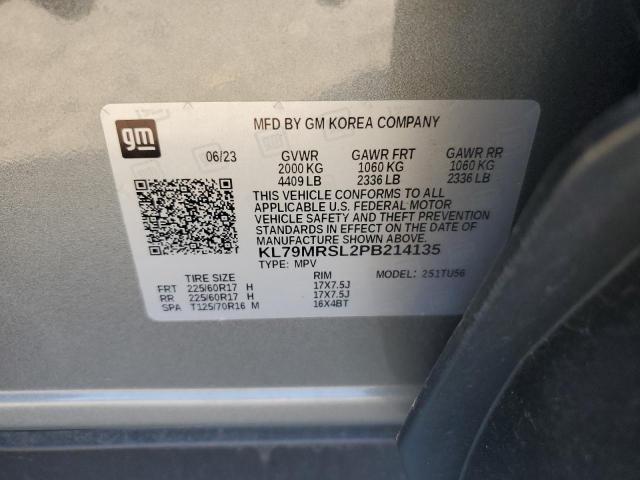 gm
MFD BY GM KOREA COMPANY
06/23 GVWR GAWR FRT GAWR RR
2000 KG 1060 KG 1060 KG
4409 LB 2336 LB 2336 LB
THIS VEHICLE CONFORMS TO ALL
APPLICABLE U.S. FEDERAL MOTOR
VEHICLE SAFETY AND THEFT PREVENTION
STANDARDS IN EFFECT ON THE DATE OF
MANUFACTURE SHOWN ABOVE.
KL79MRSL2PB214135
TYPE: MPV MODEL: 251TU56
TIRE SIZE RIM
FRT 225/60R17 H 17X7.5J
RR 225/60R17 H 17X7.5J
SPA T125/70R16 M 16X4BT